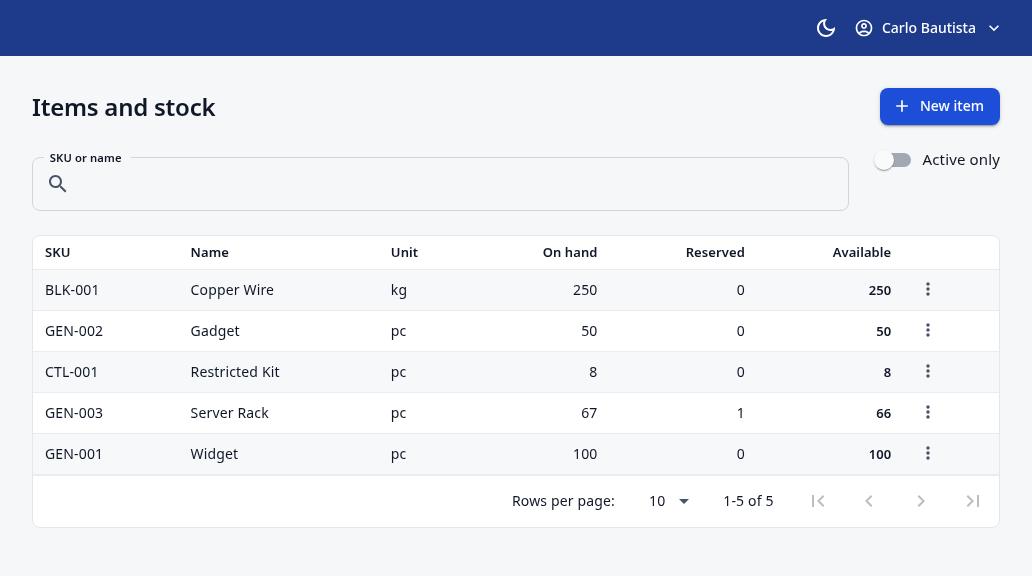 Carlo Bautista
Items and stock
New item
SKU or name
Active only
SKU Name Unit On hand Reserved Available
BLK-001 Copper Wire kg 250 0 250
GEN-002 Gadget pc 50 0 50
CTL-001 Restricted Kit pc 8 0 8
GEN-003 Server Rack pc 67 1 66
GEN-001 Widget pc 100 0 100
Rows per page: 10 1-5 of 5